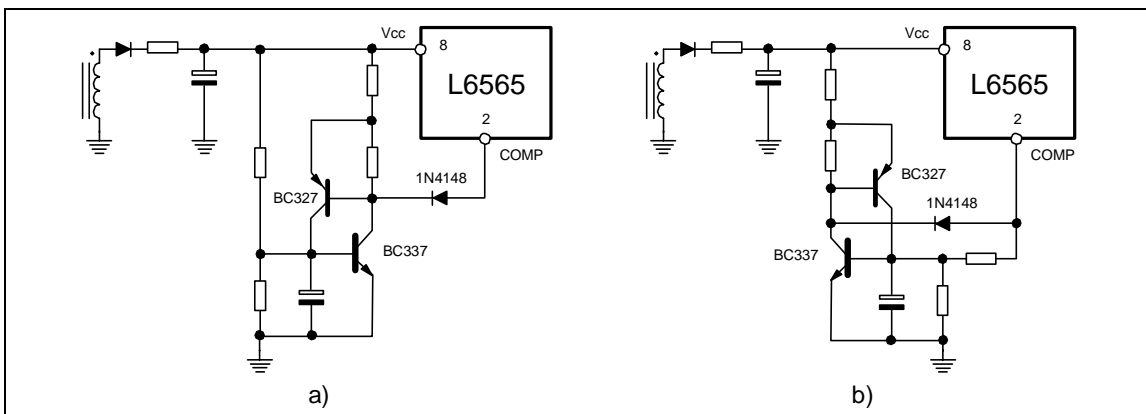 Vcc
8
L6565
2
COMP
1N4148
BC327
BC337
a)
Vcc
8
L6565
2
COMP
BC327
1N4148
BC337
b)